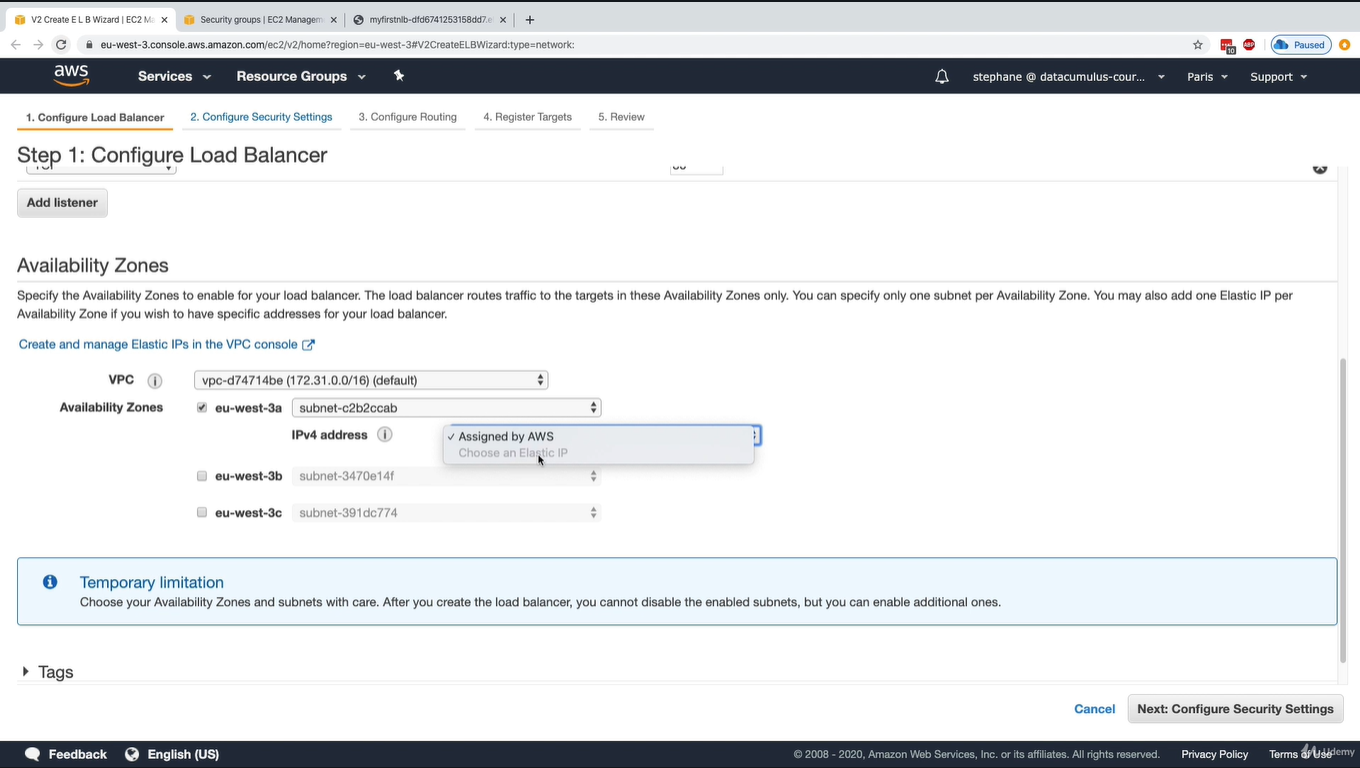 V2 Create E L B Wizard | EC2 Ma
Security groups | EC2 Managem
myfirstnlb-dfd6741253158dd7.e
eu-west-3.console.aws.amazon.com/ec2/v2/home?region=eu-west-3#V2CreateELBWizard:type=network:
10
ABP
Paused
aws
Services
Resource Groups
stephane @ datacumulus-cour...
Paris
Support
1. Configure Load Balancer
2. Configure Security Settings
3. Configure Routing
4. Register Targets
5. Review
Step 1: Configure Load Balancer
Add listener
Availability Zones
Specify the Availability Zones to enable for your load balancer. The load balancer routes traffic to the targets in these Availability Zones only. You can specify only one subnet per Availability Zone. You may also add one Elastic IP per
Availability Zone if you wish to have specific addresses for your load balancer.
Create and manage Elastic IPs in the VPC console
VPC
vpc-d74714be (172.31.0.0/16) (default)
Availability Zones
eu-west-3a
subnet-c2b2ccab
IPv4 address
Assigned by AWS
Choose an Elastic IP
eu-west-3b
subnet-3470e14f
eu-west-3c
subnet-391dc774
Temporary limitation
Choose your Availability Zones and subnets with care. After you create the load balancer, you cannot disable the enabled subnets, but you can enable additional ones.
Tags
Cancel
Next: Configure Security Settings
Feedback
English (US)
© 2008 - 2020, Amazon Web Services, Inc. or its affiliates. All rights reserved.
Privacy Policy
Terms of Use
Udemy